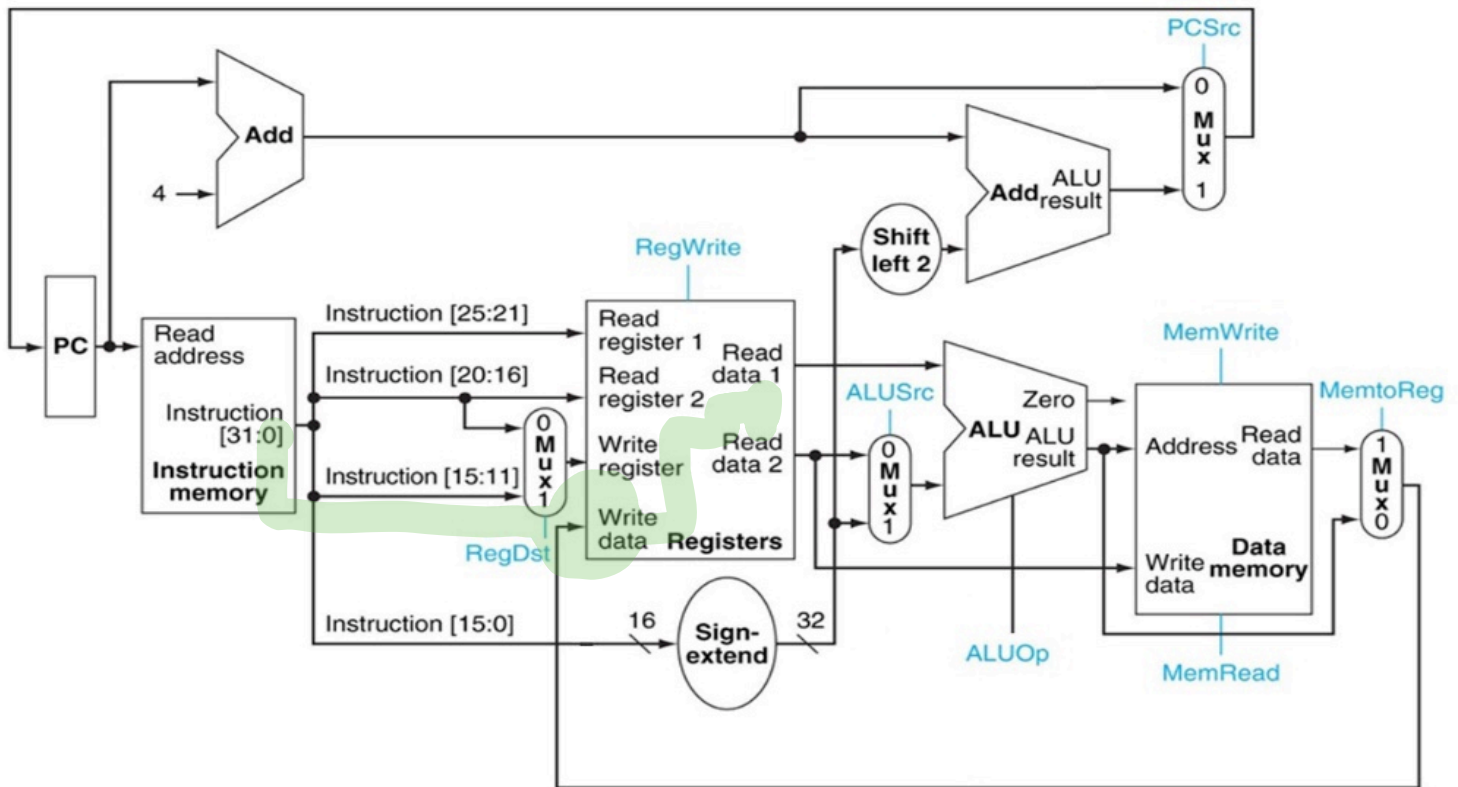 PCSrc
0
M
u
x
1
Add
4
Add
ALU
result
Shift
left 2
RegWrite
PC
Read
address
Instruction
[31:0]
Instruction
memory
Instruction [25:21]
Instruction [20:16]
Instruction [15:11]
Instruction [15:0]
0
M
u
x
1
RegDst
Read
register 1
Read
register 2
Write
register
Write
data
Read
data 1
Read
data 2
Registers
16
Sign-
extend
32
ALUSrc
0
M
u
x
1
Zero
ALU
ALU
result
ALUOp
MemWrite
Address
Read
data
Write
data
Data
memory
MemRead
MemtoReg
1
M
u
x
0